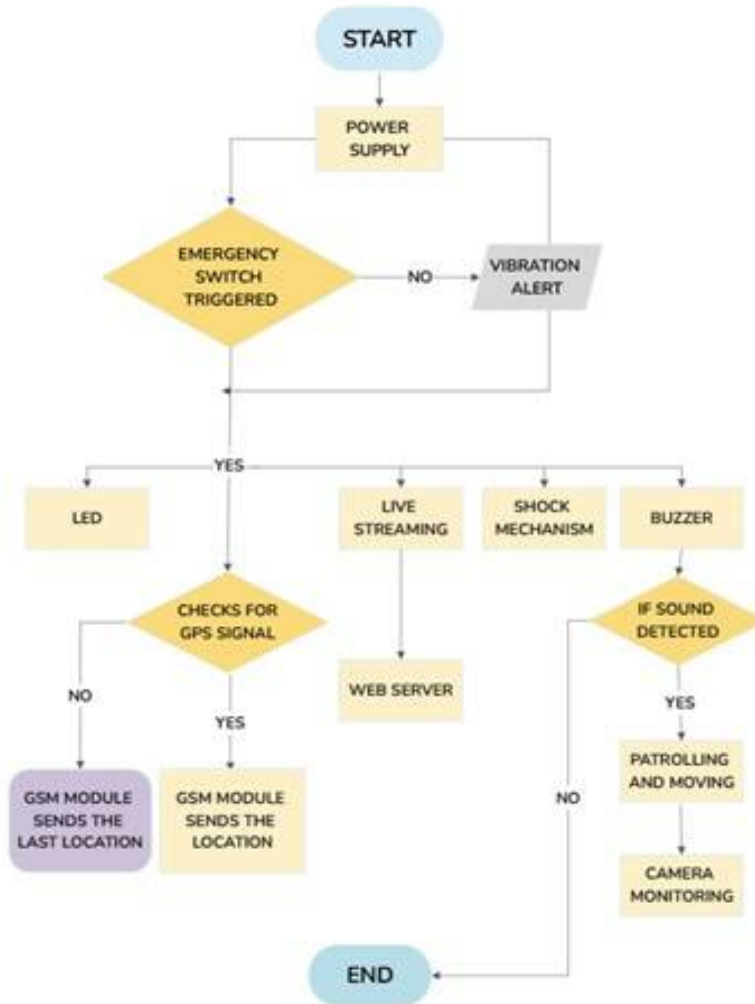 START
POWER
SUPPLY
EMERGENCY
SWITCH
TRIGGERED
NO
VIBRATION
ALERT
YES
LED
LIVE
STREAMING
SHOCK
MECHANISM
BUZZER
CHECKS FOR
GPS SIGNAL
IF SOUND
DETECTED
NO
YES
WEB SERVER
YES
GSM MODULE
SENDS THE
LAST LOCATION
GSM MODULE
SENDS THE
LOCATION
NO
PATROLLING
AND MOVING
CAMERA
MONITORING
END